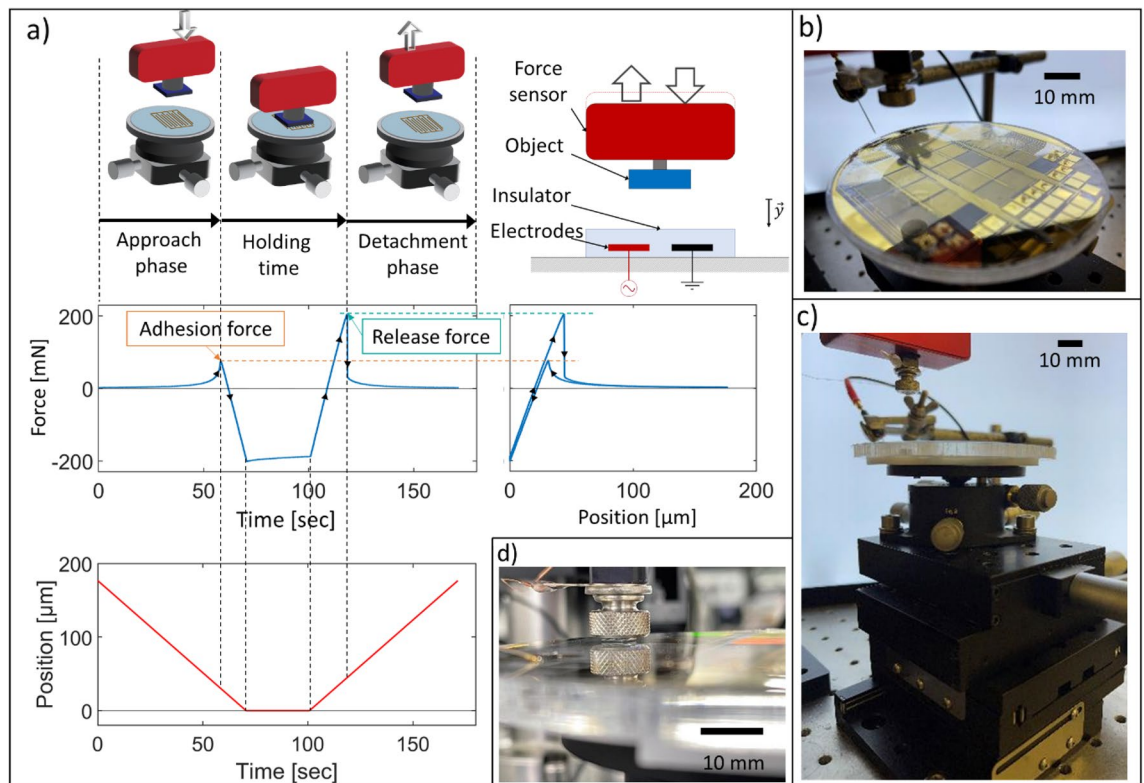 a)
Approach
phase
Holding
time
Detachment
phase
Force
sensor
Object
Insulator
Electrodes
y
Adhesion force
Release force
Force [mN]
200
0
-200
0
50
100
150
Time [sec]
0
100
200
Position [µm]
Position [µm]
200
100
0
0
50
100
150
Time [sec]
b)
10 mm
c)
10 mm
d)
10 mm